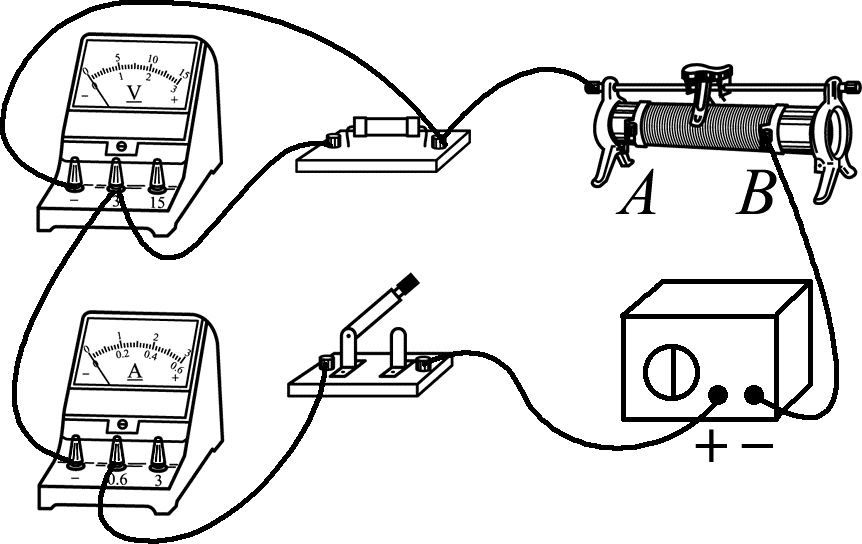 5 10 15
0 1 2 3
V
− +
− 3 15
A B
1 2 3
0 0.2 0.4 0.6
A
− +
− 0.6 3
+ −